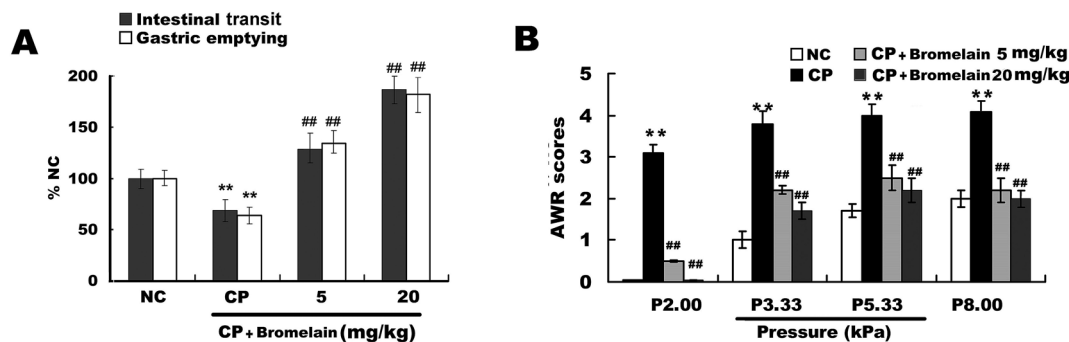 A
Intestinal transit
Gastric emptying
% NC
200
150
100
50
0
** **
## ##
## ##
NC CP 5 20
CP + Bromelain (mg/kg)
B
NC CP + Bromelain 5 mg/kg
CP CP + Bromelain 20 mg/kg
AWR scores
5
4
3
2
1
0
** ## ##
** ## ##
** ## ##
** ## ##
P2.00 P3.33 P5.33 P8.00
Pressure (kPa)